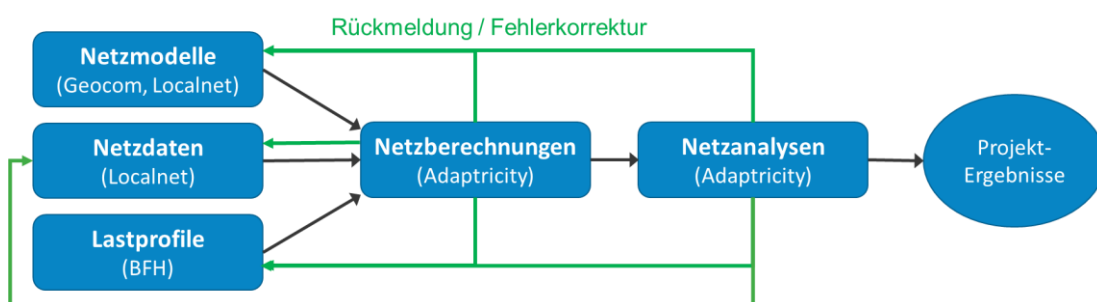 Rückmeldung / Fehlerkorrektur
Netzmodelle
(Geocom, Localnet)
Netzdaten
(Localnet)
Lastprofile
(BFH)
Netzberechnungen
(Adaptricity)
Netzanalysen
(Adaptricity)
Projekt-
Ergebnisse